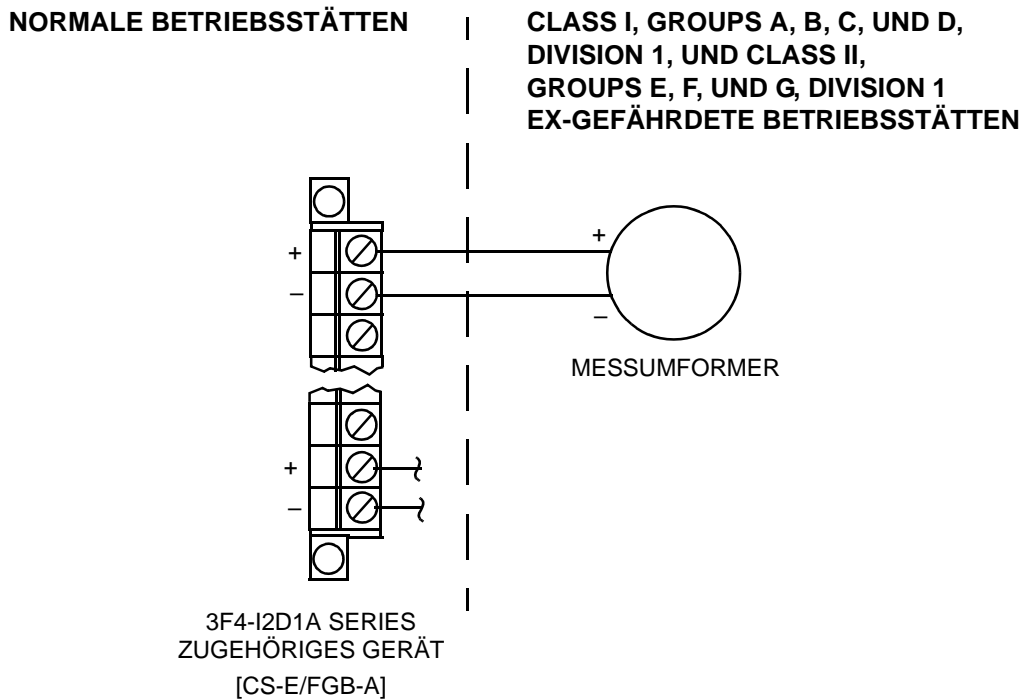 NORMALE BETRIEBSSTÄTTEN
CLASS I, GROUPS A, B, C, UND D,
DIVISION 1, UND CLASS II,
GROUPS E, F, UND G, DIVISION 1
EX-GEFÄHRDETE BETRIEBSSTÄTTEN
+
–
+
–
MESSUMFORMER
+
–
3F4-I2D1A SERIES
ZUGEHÖRIGES GERÄT
[CS-E/FGB-A]